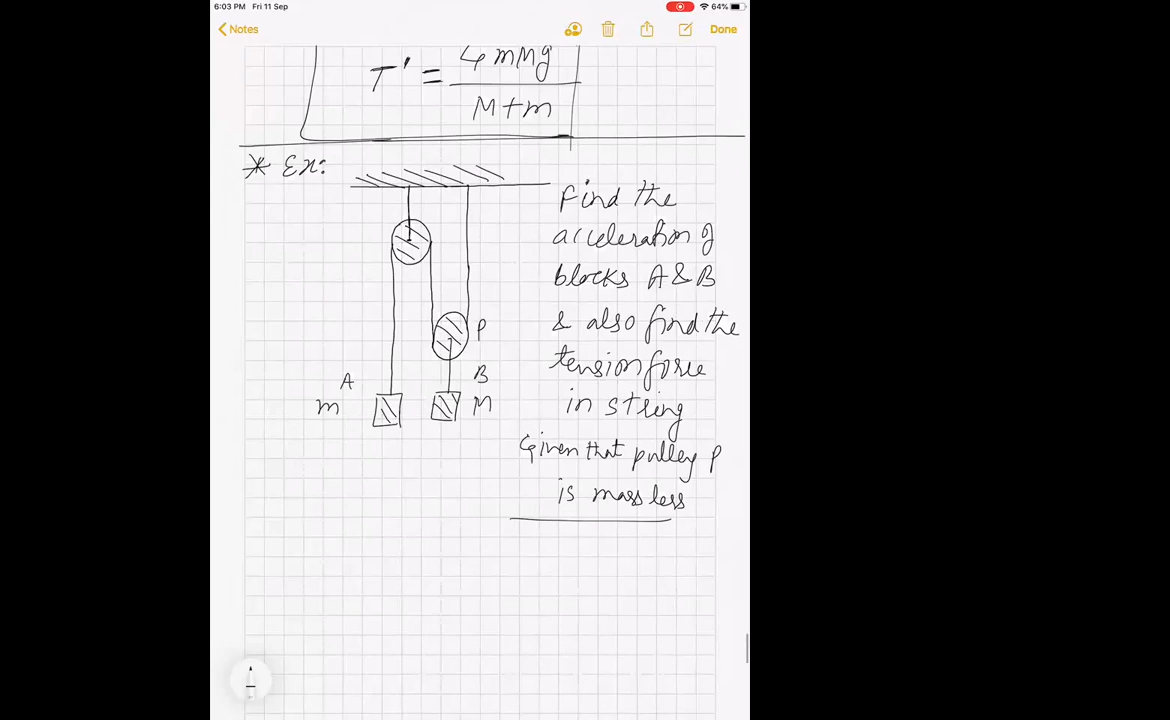 6:03 PM Fri 11 Sep
64%
Notes
Done
T' = 4mMg / M+m
* Ex:
Find the
acceleration of
blocks A & B
& also find the
tension force
in string
Given that pulley P
is mass less
P
A
B
m
M